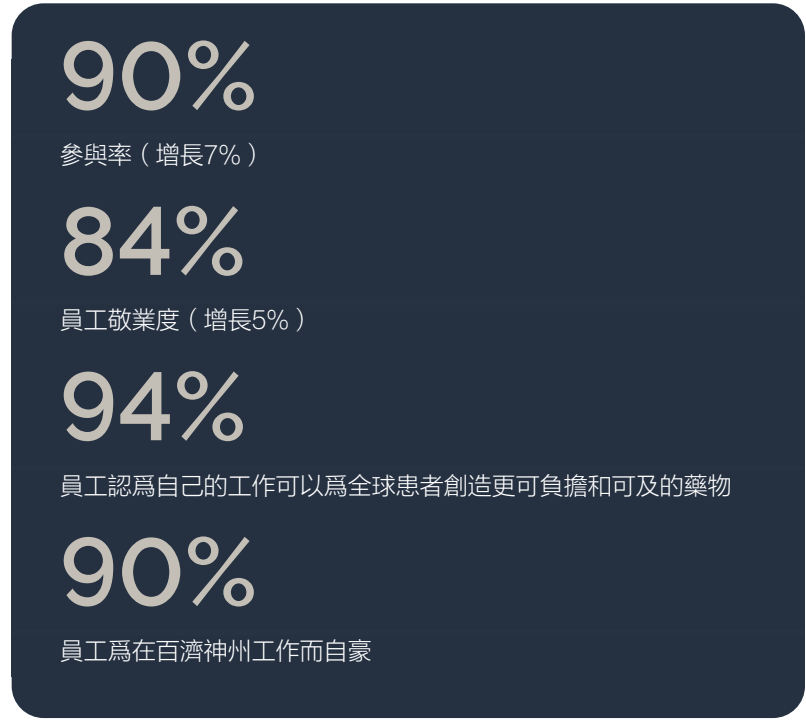 90%
參與率（增長7%）
84%
員工敬業度（增長5%）
94%
員工認爲自己的工作可以爲全球患者創造更可負擔和可及的藥物
90%
員工爲在百濟神州工作而自豪